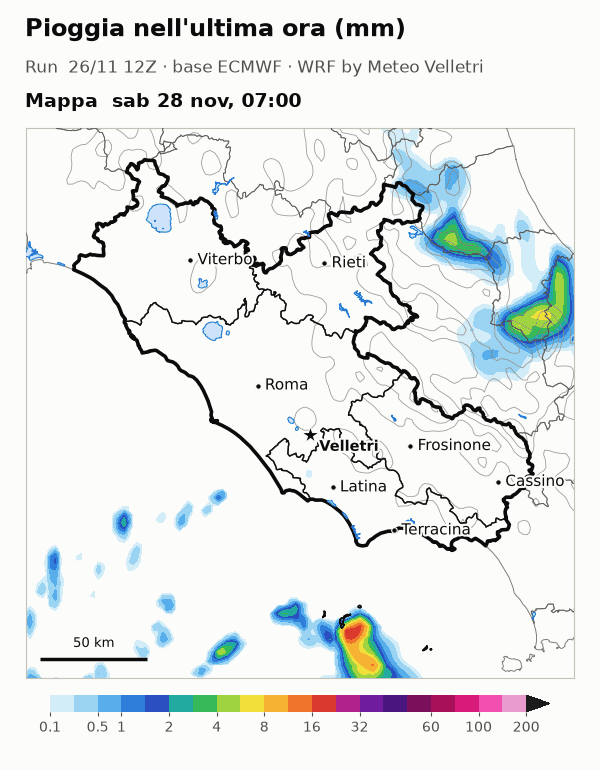 Pioggia nell'ultima ora (mm)
Run  26/11 12Z · base ECMWF · WRF by Meteo Velletri
Mappa  sab 28 nov, 07:00
Viterbo
Rieti
Roma
Velletri
Frosinone
Latina
Cassino
Terracina
50 km
0.1 0.5 1 2 4 8 16 32 60 100 200